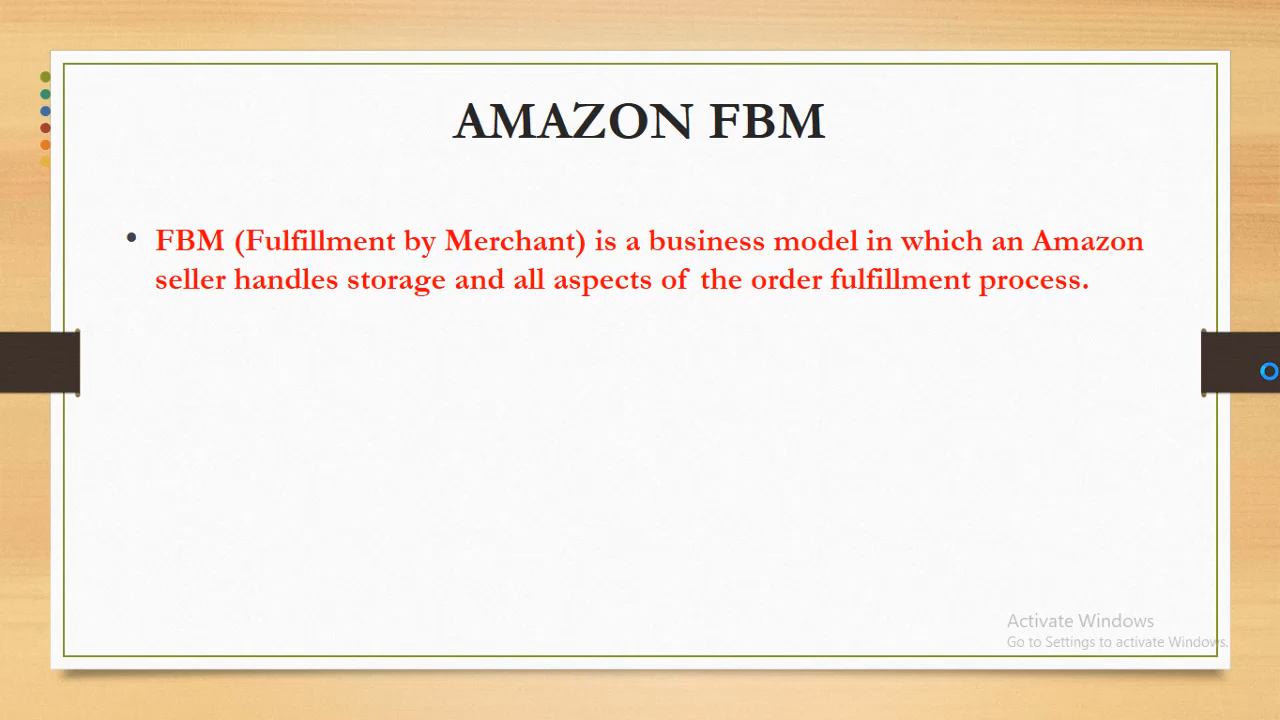 AMAZON FBM
• FBM (Fulfillment by Merchant) is a business model in which an Amazon
seller handles storage and all aspects of the order fulfillment process.
Activate Windows
Go to Settings to activate Windows.